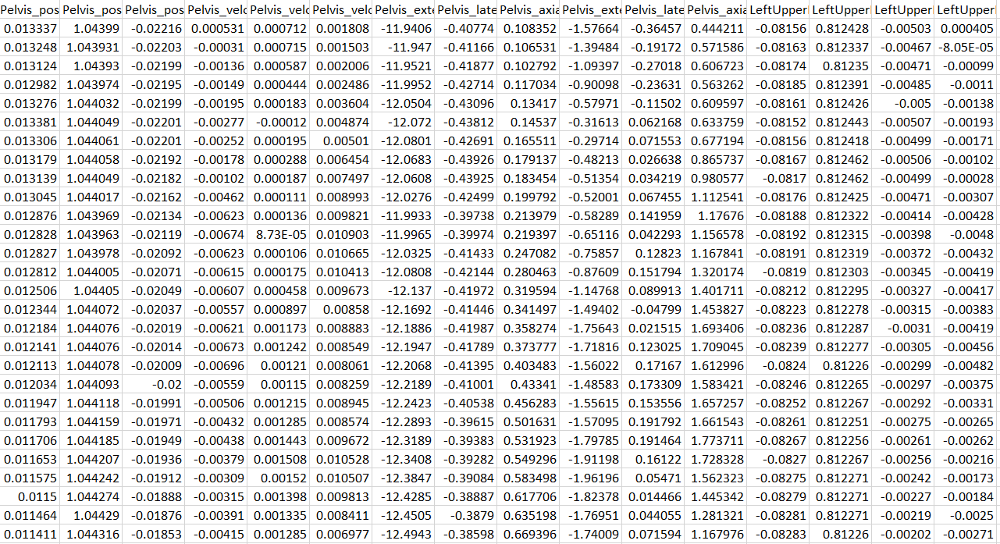 Pelvis_pos Pelvis_pos Pelvis_pos Pelvis_velo Pelvis_velo Pelvis_velo Pelvis_exte Pelvis_late Pelvis_axia Pelvis_exte Pelvis_late Pelvis_axia LeftUpper LeftUpper LeftUpper LeftUpper
0.013337 1.04399 -0.02216 0.000531 0.000712 0.001808 -11.9406 -0.40774 0.108352 -1.57664 -0.36457 0.444211 -0.08156 0.812428 -0.00503 0.000405
0.013248 1.043931 -0.02203 -0.00031 0.000715 0.001503 -11.947 -0.41166 0.106531 -1.39484 -0.19172 0.571586 -0.08163 0.812337 -0.00467 -8.05E-05
0.013124 1.04393 -0.02199 -0.00136 0.000587 0.002006 -11.9521 -0.41877 0.102792 -1.09397 -0.27018 0.606723 -0.08174 0.81235 -0.00471 -0.00099
0.012982 1.043974 -0.02195 -0.00149 0.000444 0.002486 -11.9952 -0.42714 0.117034 -0.90098 -0.23631 0.563262 -0.08185 0.812391 -0.00485 -0.0011
0.013276 1.044032 -0.02199 -0.00195 0.000183 0.003604 -12.0504 -0.43096 0.13417 -0.57971 -0.11502 0.609597 -0.08161 0.812426 -0.005 -0.00138
0.013381 1.044049 -0.02201 -0.00277 -0.00012 0.004874 -12.072 -0.43812 0.14537 -0.31613 0.062168 0.633759 -0.08152 0.812443 -0.00507 -0.00193
0.013306 1.044061 -0.02201 -0.00252 0.000195 0.00501 -12.0801 -0.42691 0.165511 -0.29714 0.071553 0.677194 -0.08156 0.812418 -0.00499 -0.00171
0.013179 1.044058 -0.02192 -0.00178 0.000288 0.006454 -12.0683 -0.43926 0.179137 -0.48213 0.026638 0.865737 -0.08167 0.812462 -0.00506 -0.00102
0.013139 1.044049 -0.02182 -0.00102 0.000187 0.007497 -12.0608 -0.43925 0.183454 -0.51354 0.034219 0.980577 -0.0817 0.812462 -0.00499 -0.00028
0.013045 1.044017 -0.02162 -0.00462 0.000111 0.008993 -12.0276 -0.42499 0.199792 -0.52001 0.067455 1.112541 -0.08176 0.812425 -0.00471 -0.00307
0.012876 1.043969 -0.02134 -0.00623 0.000136 0.009821 -11.9933 -0.39738 0.213979 -0.58289 0.141959 1.17676 -0.08188 0.812322 -0.00414 -0.00428
0.012828 1.043963 -0.02119 -0.00674 8.73E-05 0.010903 -11.9965 -0.39974 0.219397 -0.65116 0.042293 1.156578 -0.08192 0.812315 -0.00398 -0.0048
0.012827 1.043978 -0.02092 -0.00623 0.000106 0.010665 -12.0325 -0.41433 0.247082 -0.75857 0.12823 1.167841 -0.08191 0.812319 -0.00372 -0.00432
0.012812 1.044005 -0.02071 -0.00615 0.000175 0.010413 -12.0808 -0.42144 0.280463 -0.87609 0.151794 1.320174 -0.0819 0.812303 -0.00345 -0.00419
0.012506 1.04405 -0.02049 -0.00607 0.000458 0.009673 -12.137 -0.41972 0.319594 -1.14768 0.089913 1.401711 -0.08212 0.812295 -0.00327 -0.00417
0.012344 1.044072 -0.02037 -0.00557 0.000897 0.00858 -12.1692 -0.41446 0.341497 -1.49402 -0.04799 1.453827 -0.08223 0.812278 -0.00315 -0.00383
0.012184 1.044076 -0.02019 -0.00621 0.001173 0.008883 -12.1886 -0.41987 0.358274 -1.75643 0.021515 1.693406 -0.08236 0.812287 -0.0031 -0.00419
0.012141 1.044076 -0.02014 -0.00673 0.001242 0.008549 -12.1947 -0.41789 0.373777 -1.71816 0.123025 1.709045 -0.08239 0.812277 -0.00305 -0.00456
0.012113 1.044078 -0.02009 -0.00696 0.00121 0.008061 -12.2068 -0.41395 0.403483 -1.56022 0.17167 1.612996 -0.0824 0.81226 -0.00299 -0.00482
0.012034 1.044093 -0.02 -0.00559 0.00115 0.008259 -12.2189 -0.41001 0.43341 -1.48583 0.173309 1.583421 -0.08246 0.812265 -0.00297 -0.00375
0.011947 1.044118 -0.01991 -0.00506 0.001215 0.008945 -12.2423 -0.40538 0.456283 -1.55615 0.153556 1.657257 -0.08252 0.812267 -0.00292 -0.00331
0.011793 1.044159 -0.01971 -0.00432 0.001285 0.008574 -12.2893 -0.39615 0.501631 -1.57095 0.191792 1.661543 -0.08261 0.812251 -0.00275 -0.00265
0.011706 1.044185 -0.01949 -0.00438 0.001443 0.009672 -12.3189 -0.39383 0.531923 -1.79785 0.191464 1.773711 -0.08267 0.812256 -0.00261 -0.00262
0.011653 1.044207 -0.01936 -0.00379 0.001508 0.010528 -12.3408 -0.39282 0.549296 -1.91198 0.16122 1.728328 -0.0827 0.812267 -0.00256 -0.00216
0.011575 1.044242 -0.01912 -0.00309 0.00152 0.010507 -12.3847 -0.39084 0.583498 -1.96196 0.05471 1.562323 -0.08275 0.812271 -0.00242 -0.00173
0.0115 1.044274 -0.01888 -0.00315 0.001398 0.009813 -12.4285 -0.38887 0.617706 -1.82378 0.014466 1.445342 -0.08279 0.812271 -0.00227 -0.00184
0.011464 1.04429 -0.01876 -0.00391 0.001335 0.008411 -12.4505 -0.3879 0.635198 -1.76951 0.044055 1.281321 -0.08281 0.812271 -0.00219 -0.0025
0.011411 1.044316 -0.01853 -0.00415 0.001285 0.006977 -12.4943 -0.38598 0.669396 -1.74009 0.071594 1.167976 -0.08283 0.81226 -0.00202 -0.00271